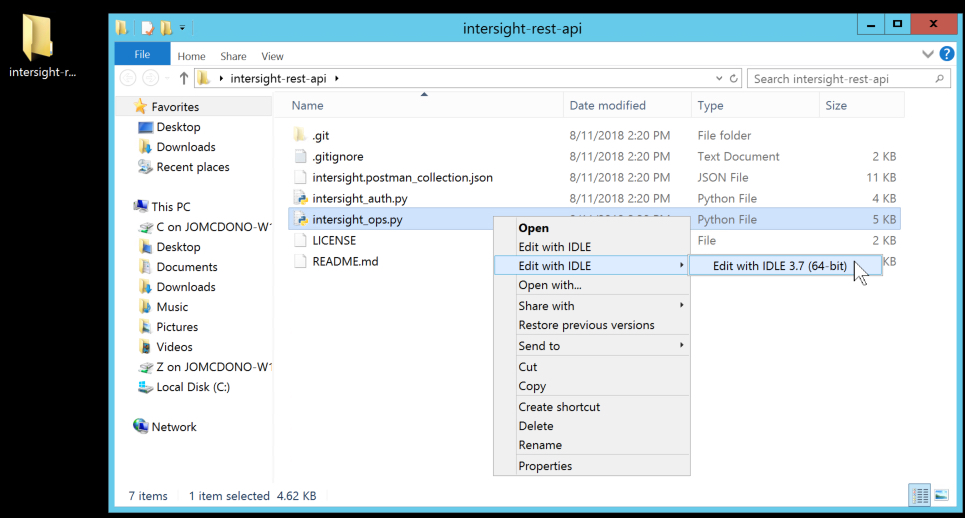 intersight-r...
intersight-rest-api
File Home Share View
intersight-rest-api
Search intersight-rest-api
Favorites
Desktop
Downloads
Recent places
This PC
C on JOMCDONO-W
Desktop
Documents
Downloads
Music
Pictures
Videos
Z on JOMCDONO-W
Local Disk (C:)
Network
Name Date modified Type Size
.git 8/11/2018 2:20 PM File folder
.gitignore 8/11/2018 2:20 PM Text Document 2 KB
intersight.postman_collection.json 8/11/2018 2:20 PM JSON File 11 KB
intersight_auth.py 8/11/2018 2:20 PM Python File 4 KB
intersight_ops.py Python File 5 KB
LICENSE File 2 KB
README.md KB
Open
Edit with IDLE
Edit with IDLE
Edit with IDLE 3.7 (64-bit)
Open with...
Share with
Restore previous versions
Send to
Cut
Copy
Create shortcut
Delete
Rename
Properties
7 items 1 item selected 4.62 KB